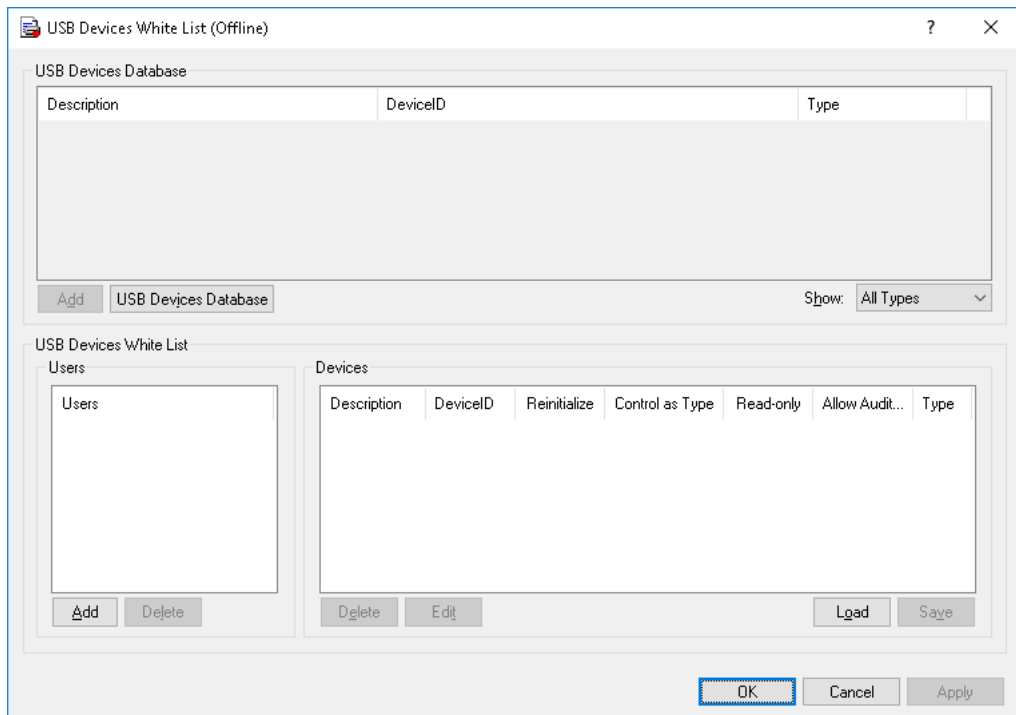 USB Devices White List (Offline)
USB Devices Database
Description DeviceID Type
Add USB Devices Database Show: All Types
USB Devices White List
Users Devices
Users Description DeviceID Reinitialize Control as Type Read-only Allow Audit... Type
Add Delete Delete Edit Load Save
OK Cancel Apply